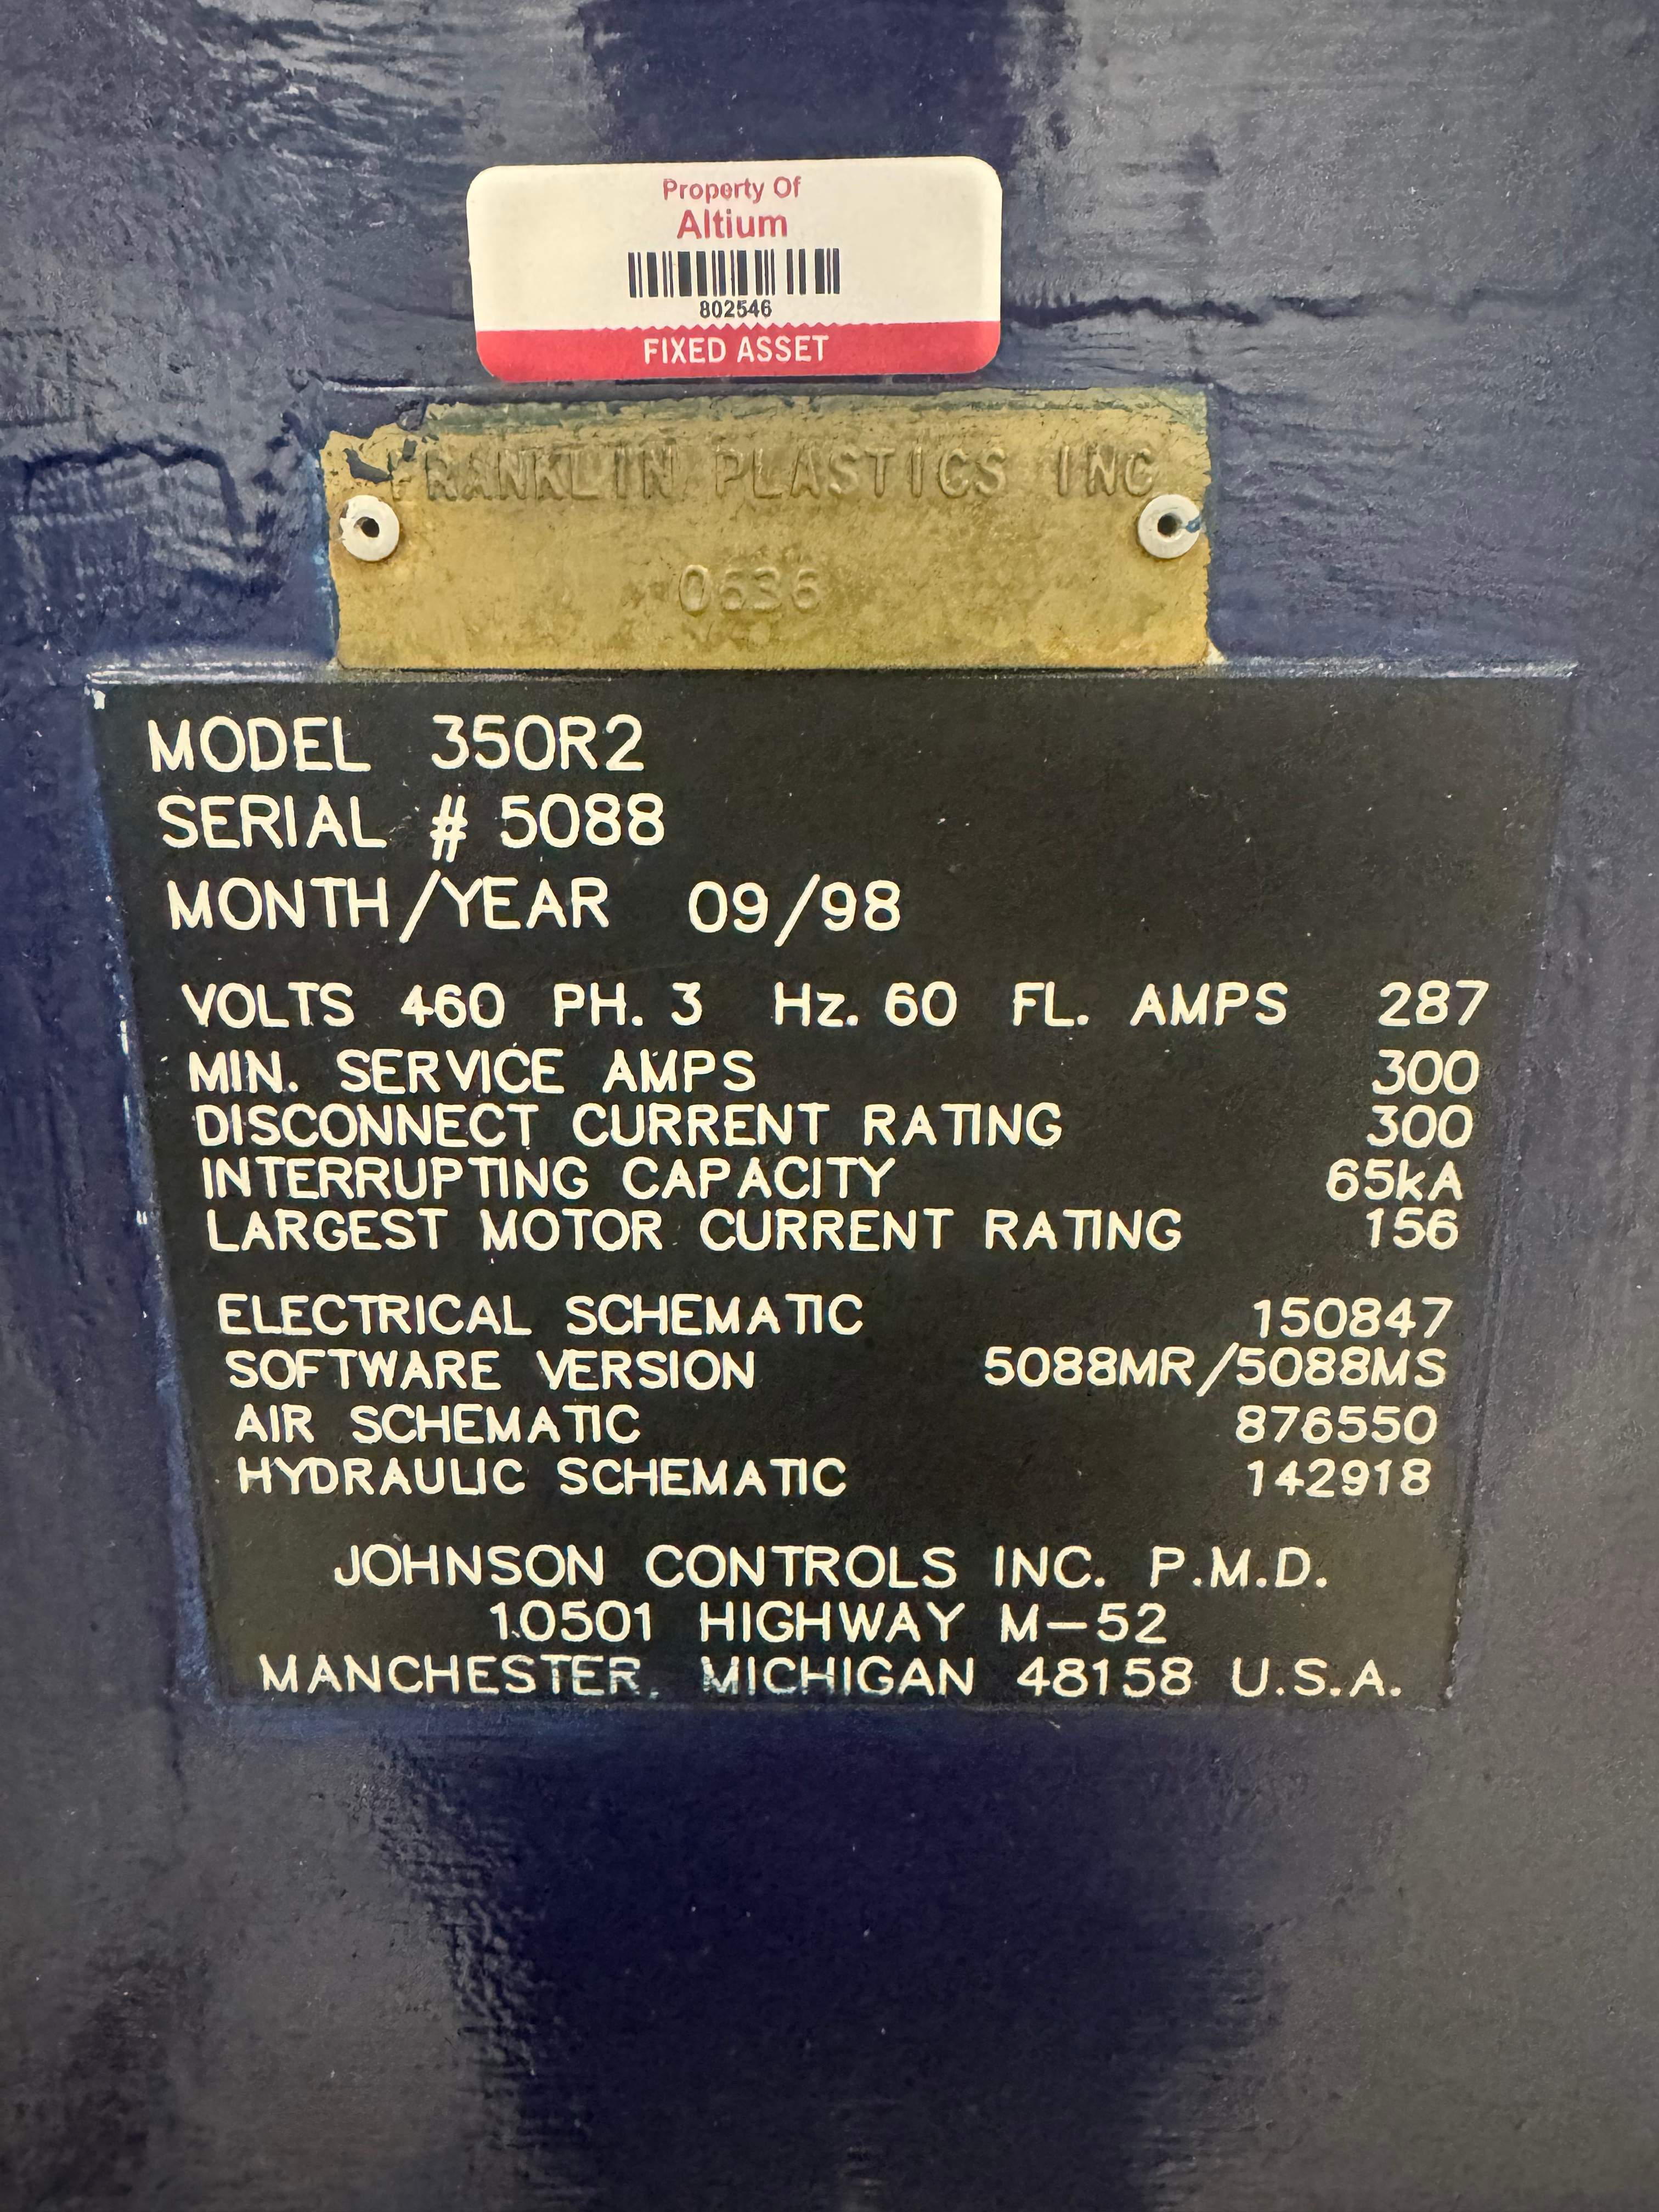 Property Of
Altium
802546
FIXED ASSET
FRANKLIN PLASTICS INC
0636
MODEL 350R2
SERIAL # 5088
MONTH/YEAR 09/98
VOLTS 460 PH. 3 Hz. 60 FL. AMPS 287
MIN. SERVICE AMPS 300
DISCONNECT CURRENT RATING 300
INTERRUPTING CAPACITY 65kA
LARGEST MOTOR CURRENT RATING 156
ELECTRICAL SCHEMATIC 150847
SOFTWARE VERSION 5088MR/5088MS
AIR SCHEMATIC 876550
HYDRAULIC SCHEMATIC 142918
JOHNSON CONTROLS INC. P.M.D.
10501 HIGHWAY M-52
MANCHESTER, MICHIGAN 48158 U.S.A.